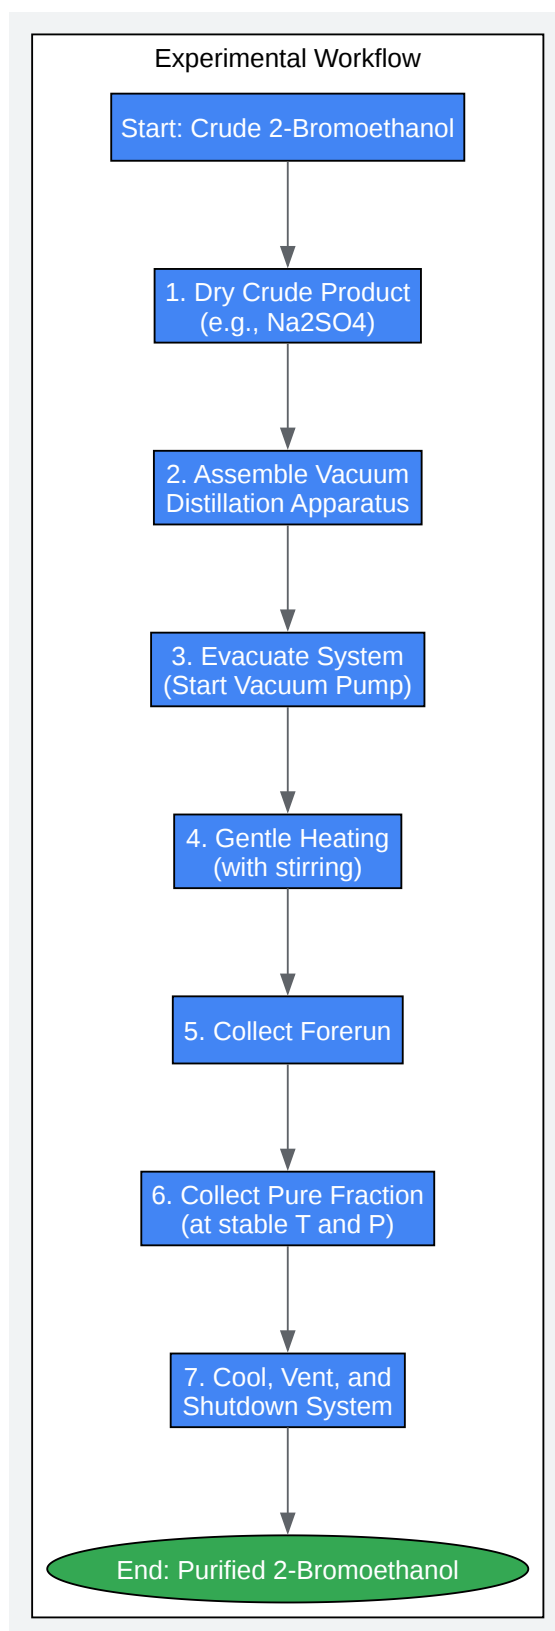 Experimental Workflow
Start: Crude 2-Bromoethanol
1. Dry Crude Product
(e.g., Na2SO4)
2. Assemble Vacuum
Distillation Apparatus
3. Evacuate System
(Start Vacuum Pump)
4. Gentle Heating
(with stirring)
5. Collect Forerun
6. Collect Pure Fraction
(at stable T and P)
7. Cool, Vent, and
Shutdown System
End: Purified 2-Bromoethanol